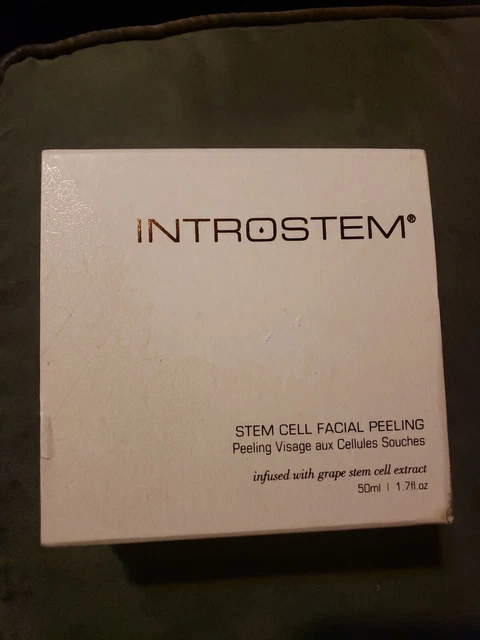 INTROSTEM®
STEM CELL FACIAL PEELING
Peeling Visage aux Cellules Souches
infused with grape stem cell extract
50ml | 1.7fl.oz